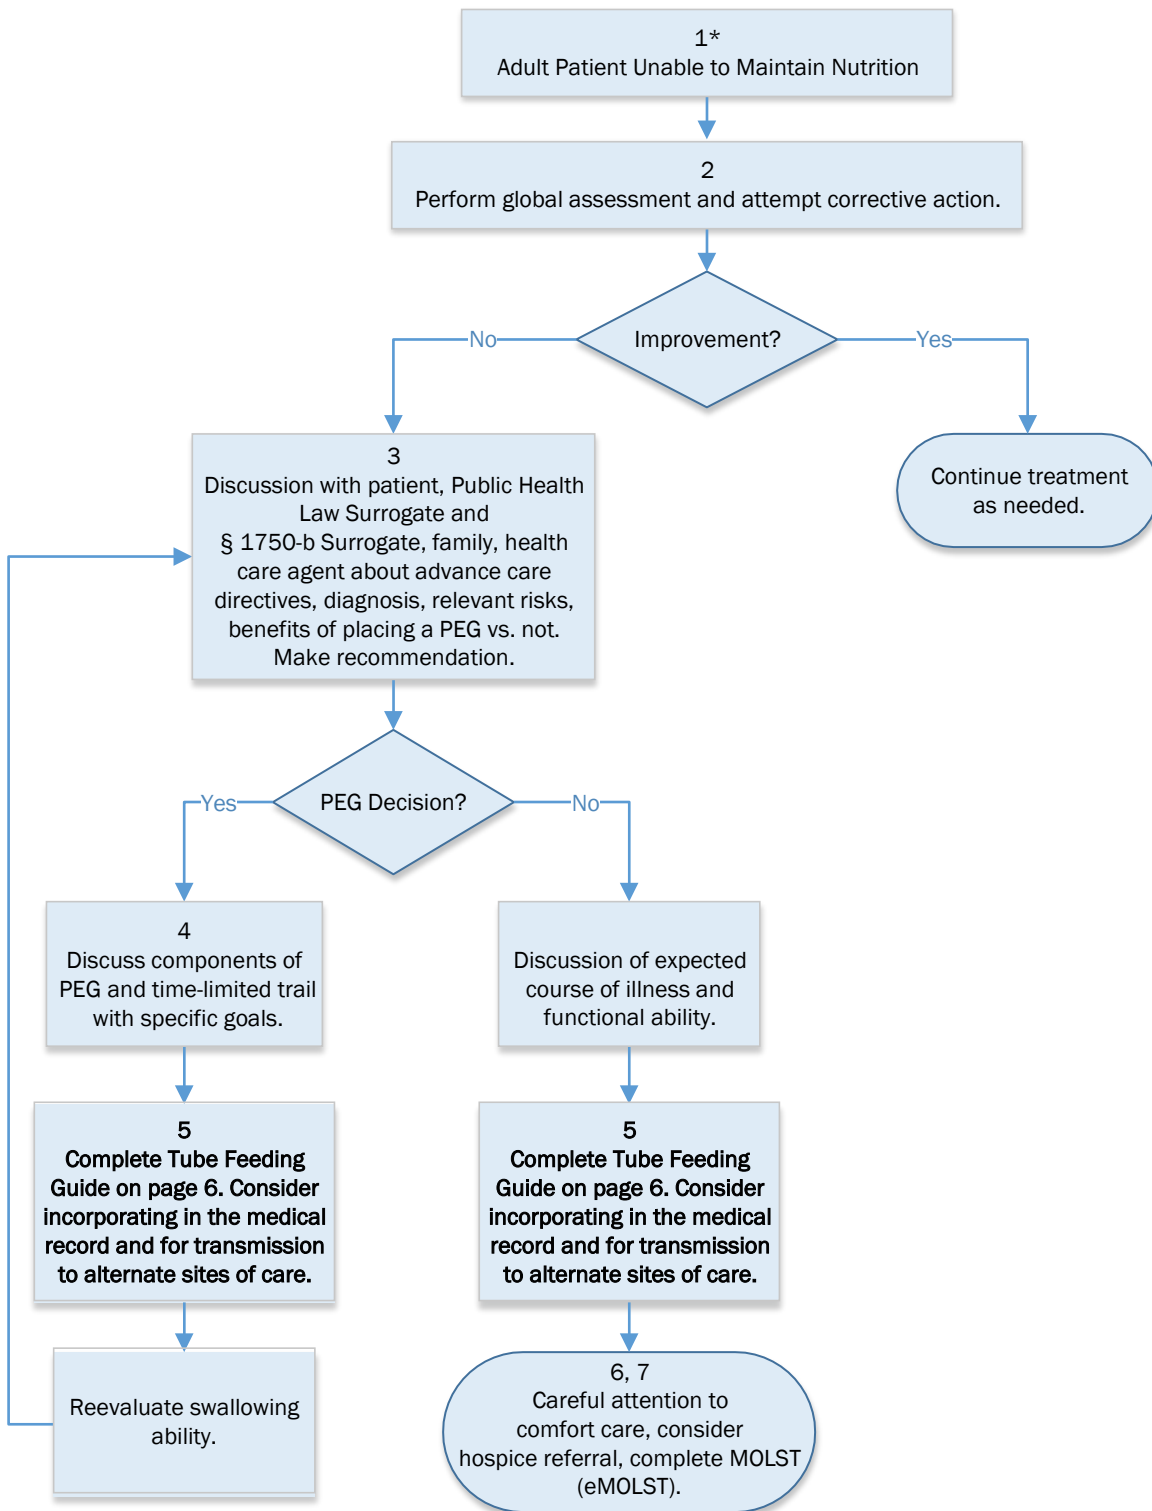 1*
Adult Patient Unable to Maintain Nutrition
2
Perform global assessment and attempt corrective action.
Improvement?
No
Yes
3
Discussion with patient, Public Health
Law Surrogate and
§ 1750-b Surrogate, family, health
care agent about advance care
directives, diagnosis, relevant risks,
benefits of placing a PEG vs. not.
Make recommendation.
Continue treatment
as needed.
PEG Decision?
Yes
No
4
Discuss components of
PEG and time-limited trail
with specific goals.
Discussion of expected
course of illness and
functional ability.
5
Complete Tube Feeding
Guide on page 6. Consider
incorporating in the medical
record and for transmission
to alternate sites of care.
5
Complete Tube Feeding
Guide on page 6. Consider
incorporating in the medical
record and for transmission
to alternate sites of care.
Reevaluate swallowing
ability.
6, 7
Careful attention to
comfort care, consider
hospice referral, complete MOLST
(eMOLST).